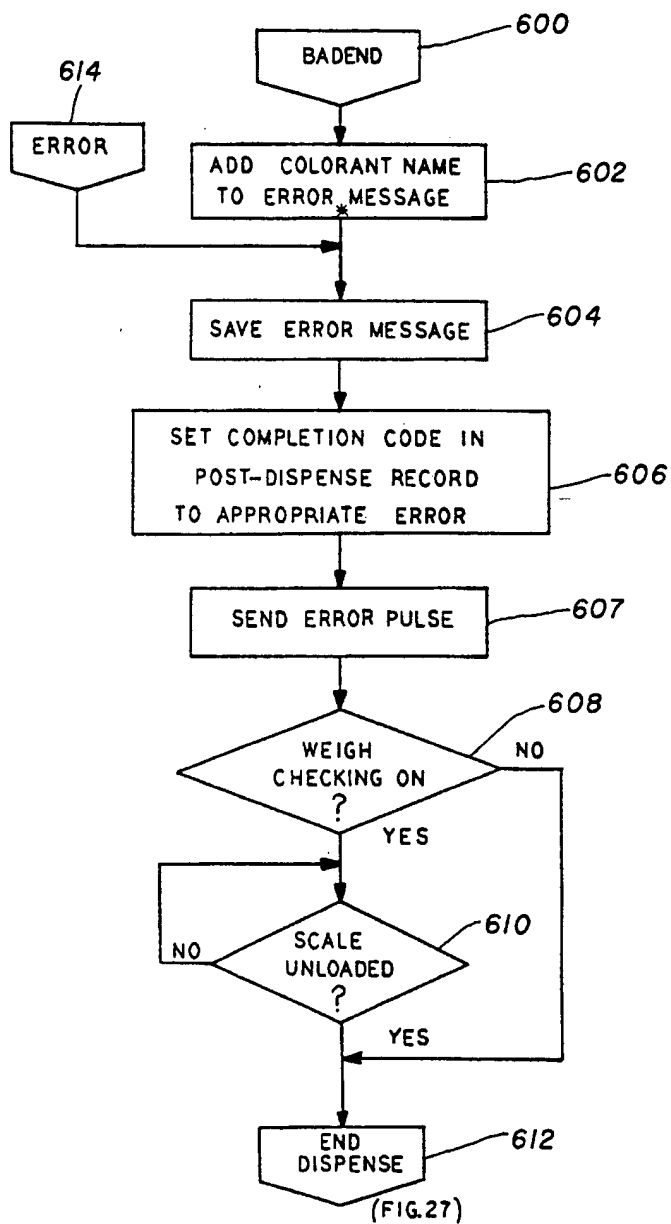 600
BADEND
614
ERROR
ADD COLORANT NAME
TO ERROR MESSAGE
*
602
SAVE ERROR MESSAGE
604
SET COMPLETION CODE IN
POST-DISPENSE RECORD
TO APPROPRIATE ERROR
606
SEND ERROR PULSE
607
608
WEIGH
CHECKING ON
?
NO
YES
610
SCALE
UNLOADED
?
NO
YES
END
DISPENSE
612
(FIG.27)